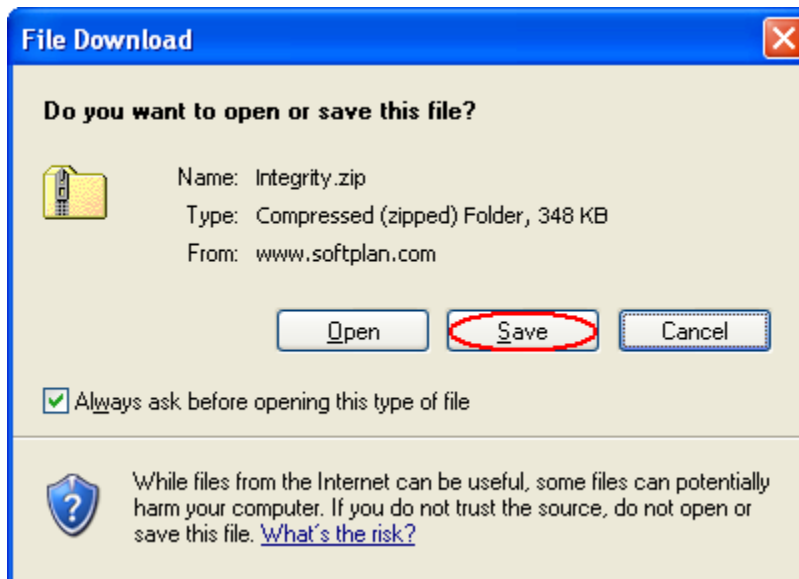 File Download
Do you want to open or save this file?
Name: Integrity.zip
Type: Compressed (zipped) Folder, 348 KB
From: www.softplan.com
Open Save Cancel
Always ask before opening this type of file
While files from the Internet can be useful, some files can potentially
harm your computer. If you do not trust the source, do not open or
save this file. What's the risk?